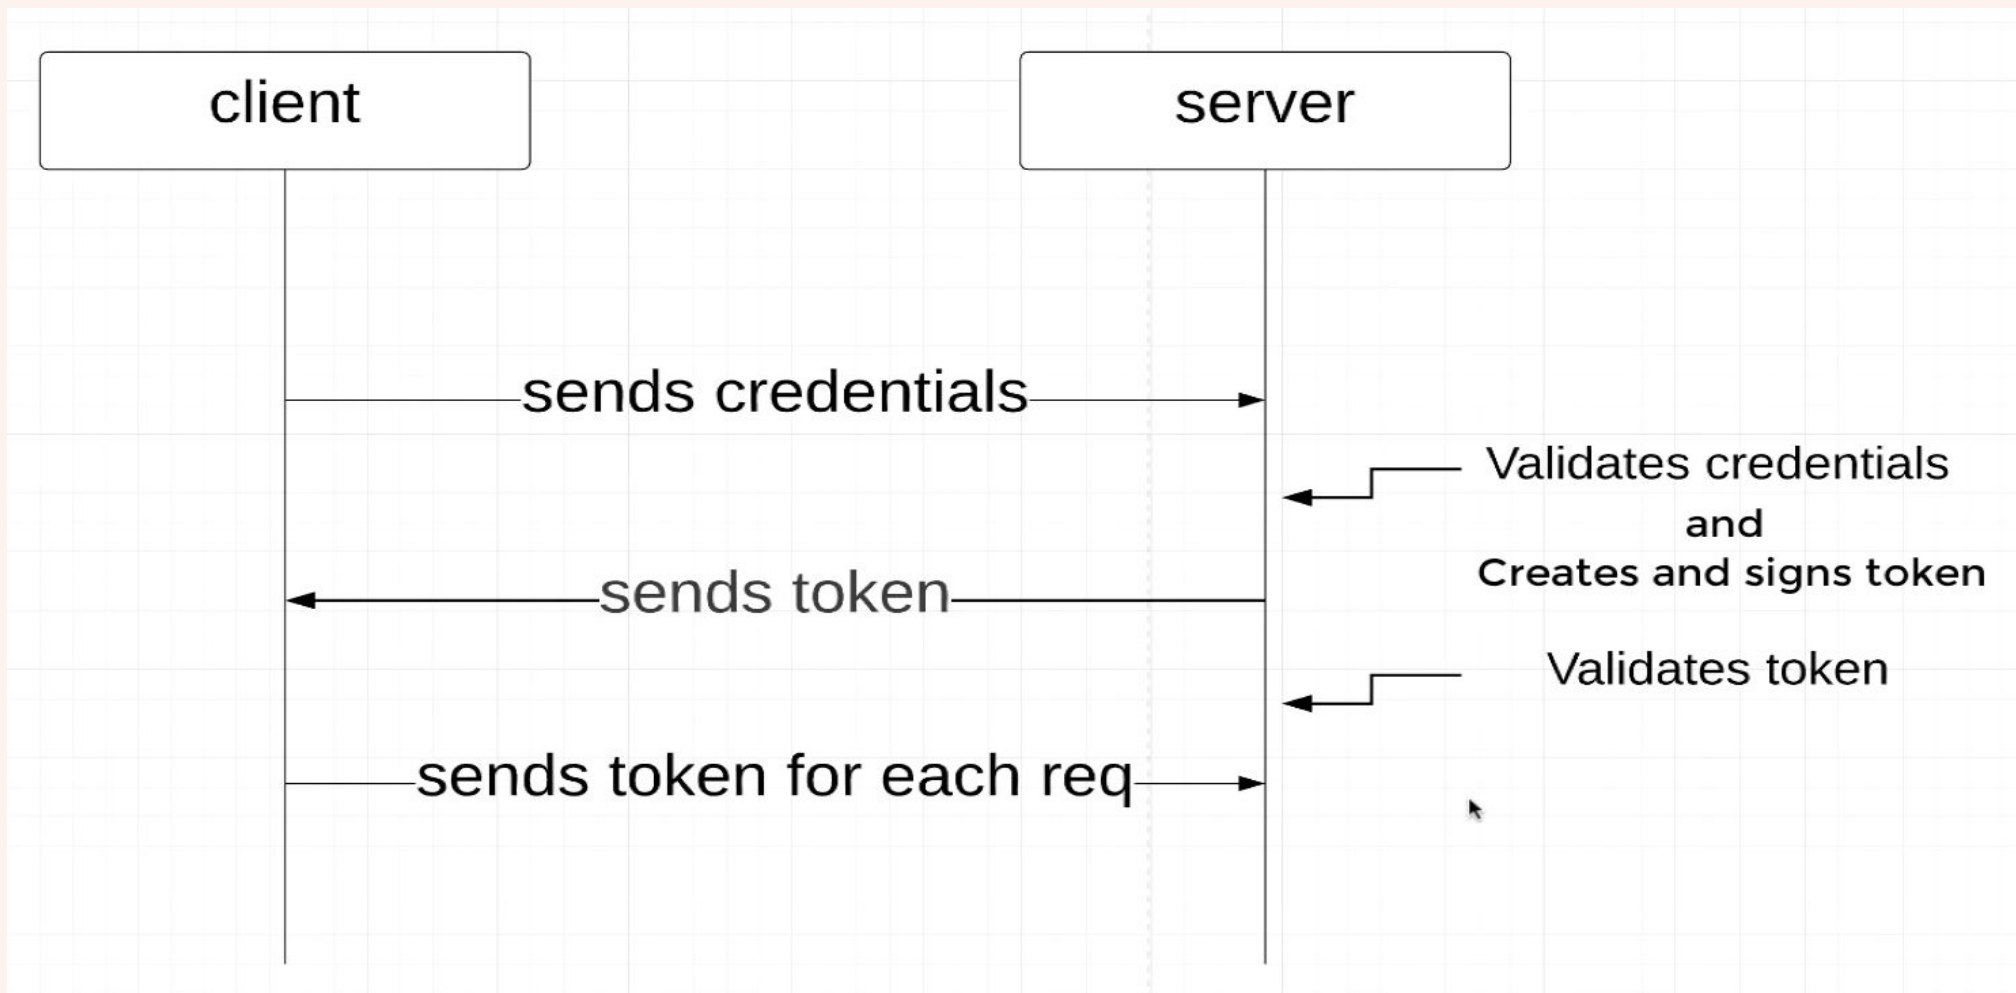 client
server
sends credentials
Validates credentials
and
Creates and signs token
sends token
Validates token
sends token for each req